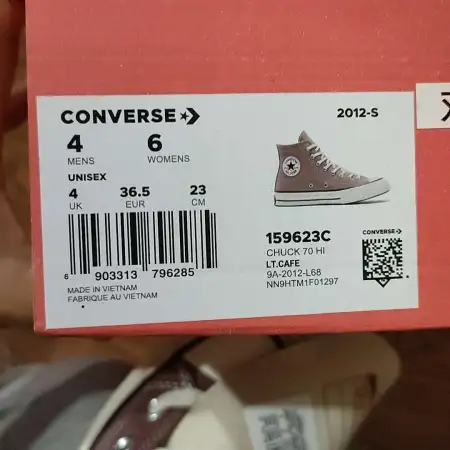 CONVERSE
2012-S
4 6
MENS WOMENS
UNISEX
4 36.5 23
UK EUR CM
6 903313 796285
MADE IN VIETNAM
FABRIQUE AU VIETNAM
159623C
CHUCK 70 HI
LT.CAFE
9A-2012-L68
NN9HTM1F01297
CONVERSE